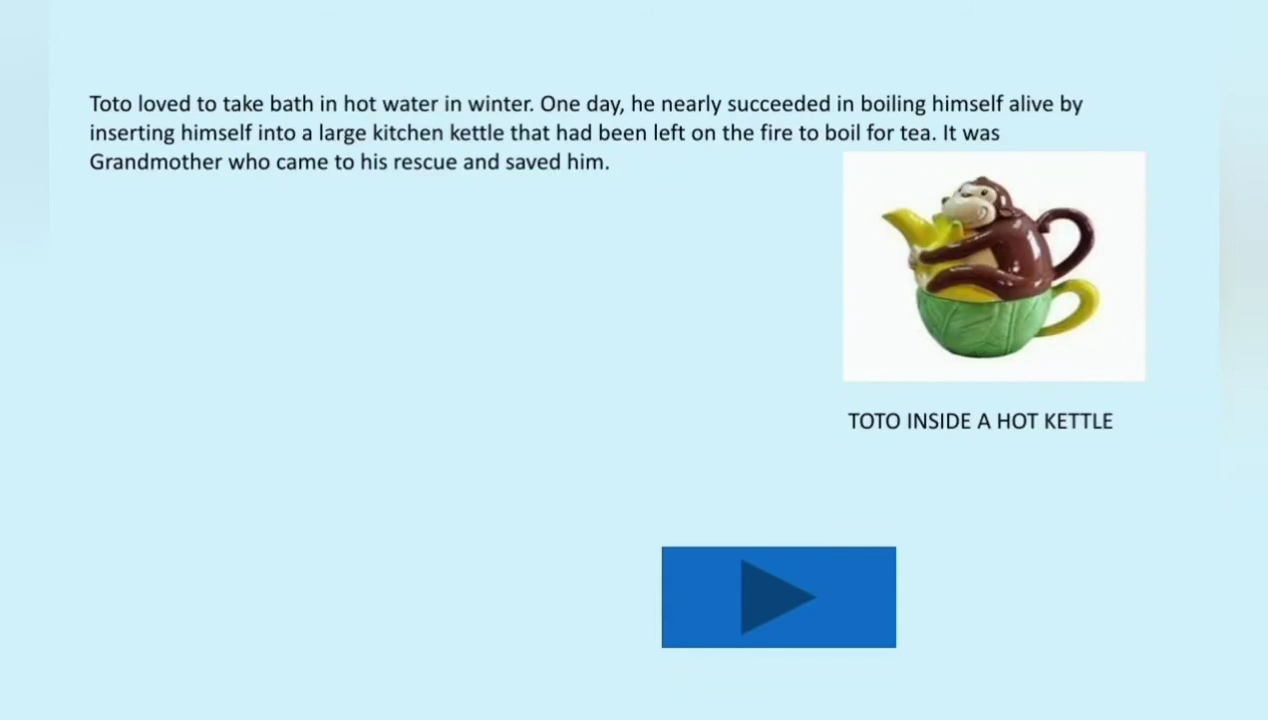 Toto loved to take bath in hot water in winter. One day, he nearly succeeded in boiling himself alive by
inserting himself into a large kitchen kettle that had been left on the fire to boil for tea. It was
Grandmother who came to his rescue and saved him.
TOTO INSIDE A HOT KETTLE